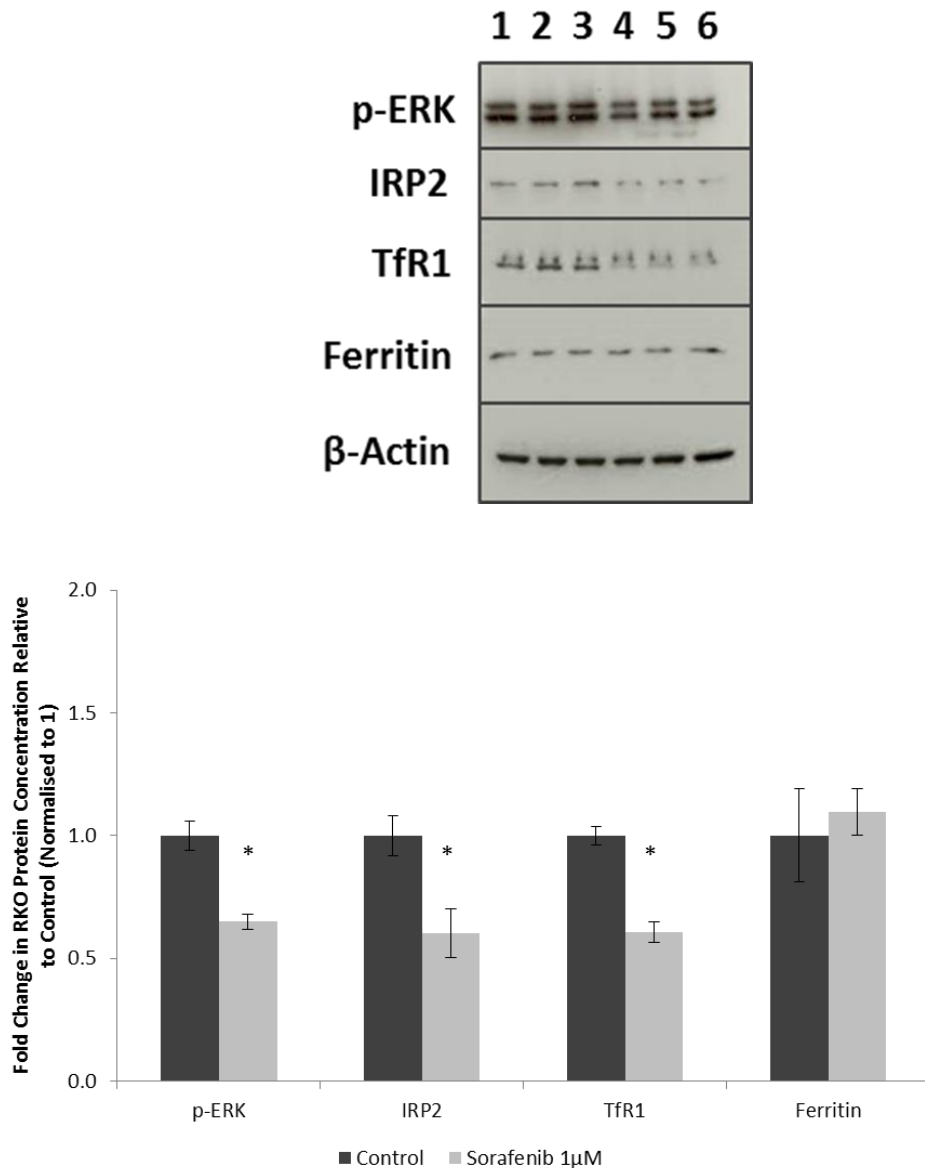 1 2 3 4 5 6
p-ERK
IRP2
TfR1
Ferritin
β-Actin
Fold Change in RKO Protein Concentration Relative
to Control (Normalised to 1)
2.0
1.5
1.0
0.5
0.0
* * *
p-ERK IRP2 TfR1 Ferritin
Control Sorafenib 1µM